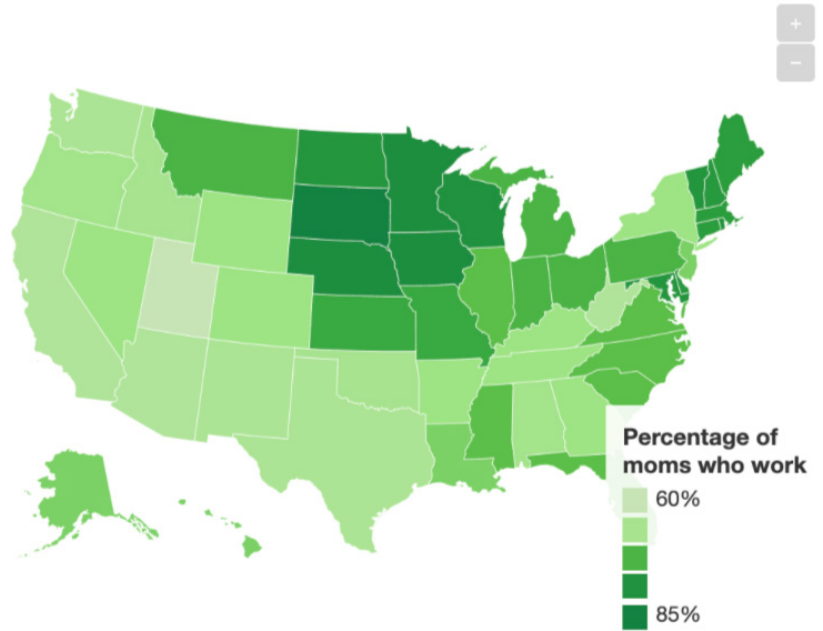 +
−
Percentage of
moms who work
60%
85%